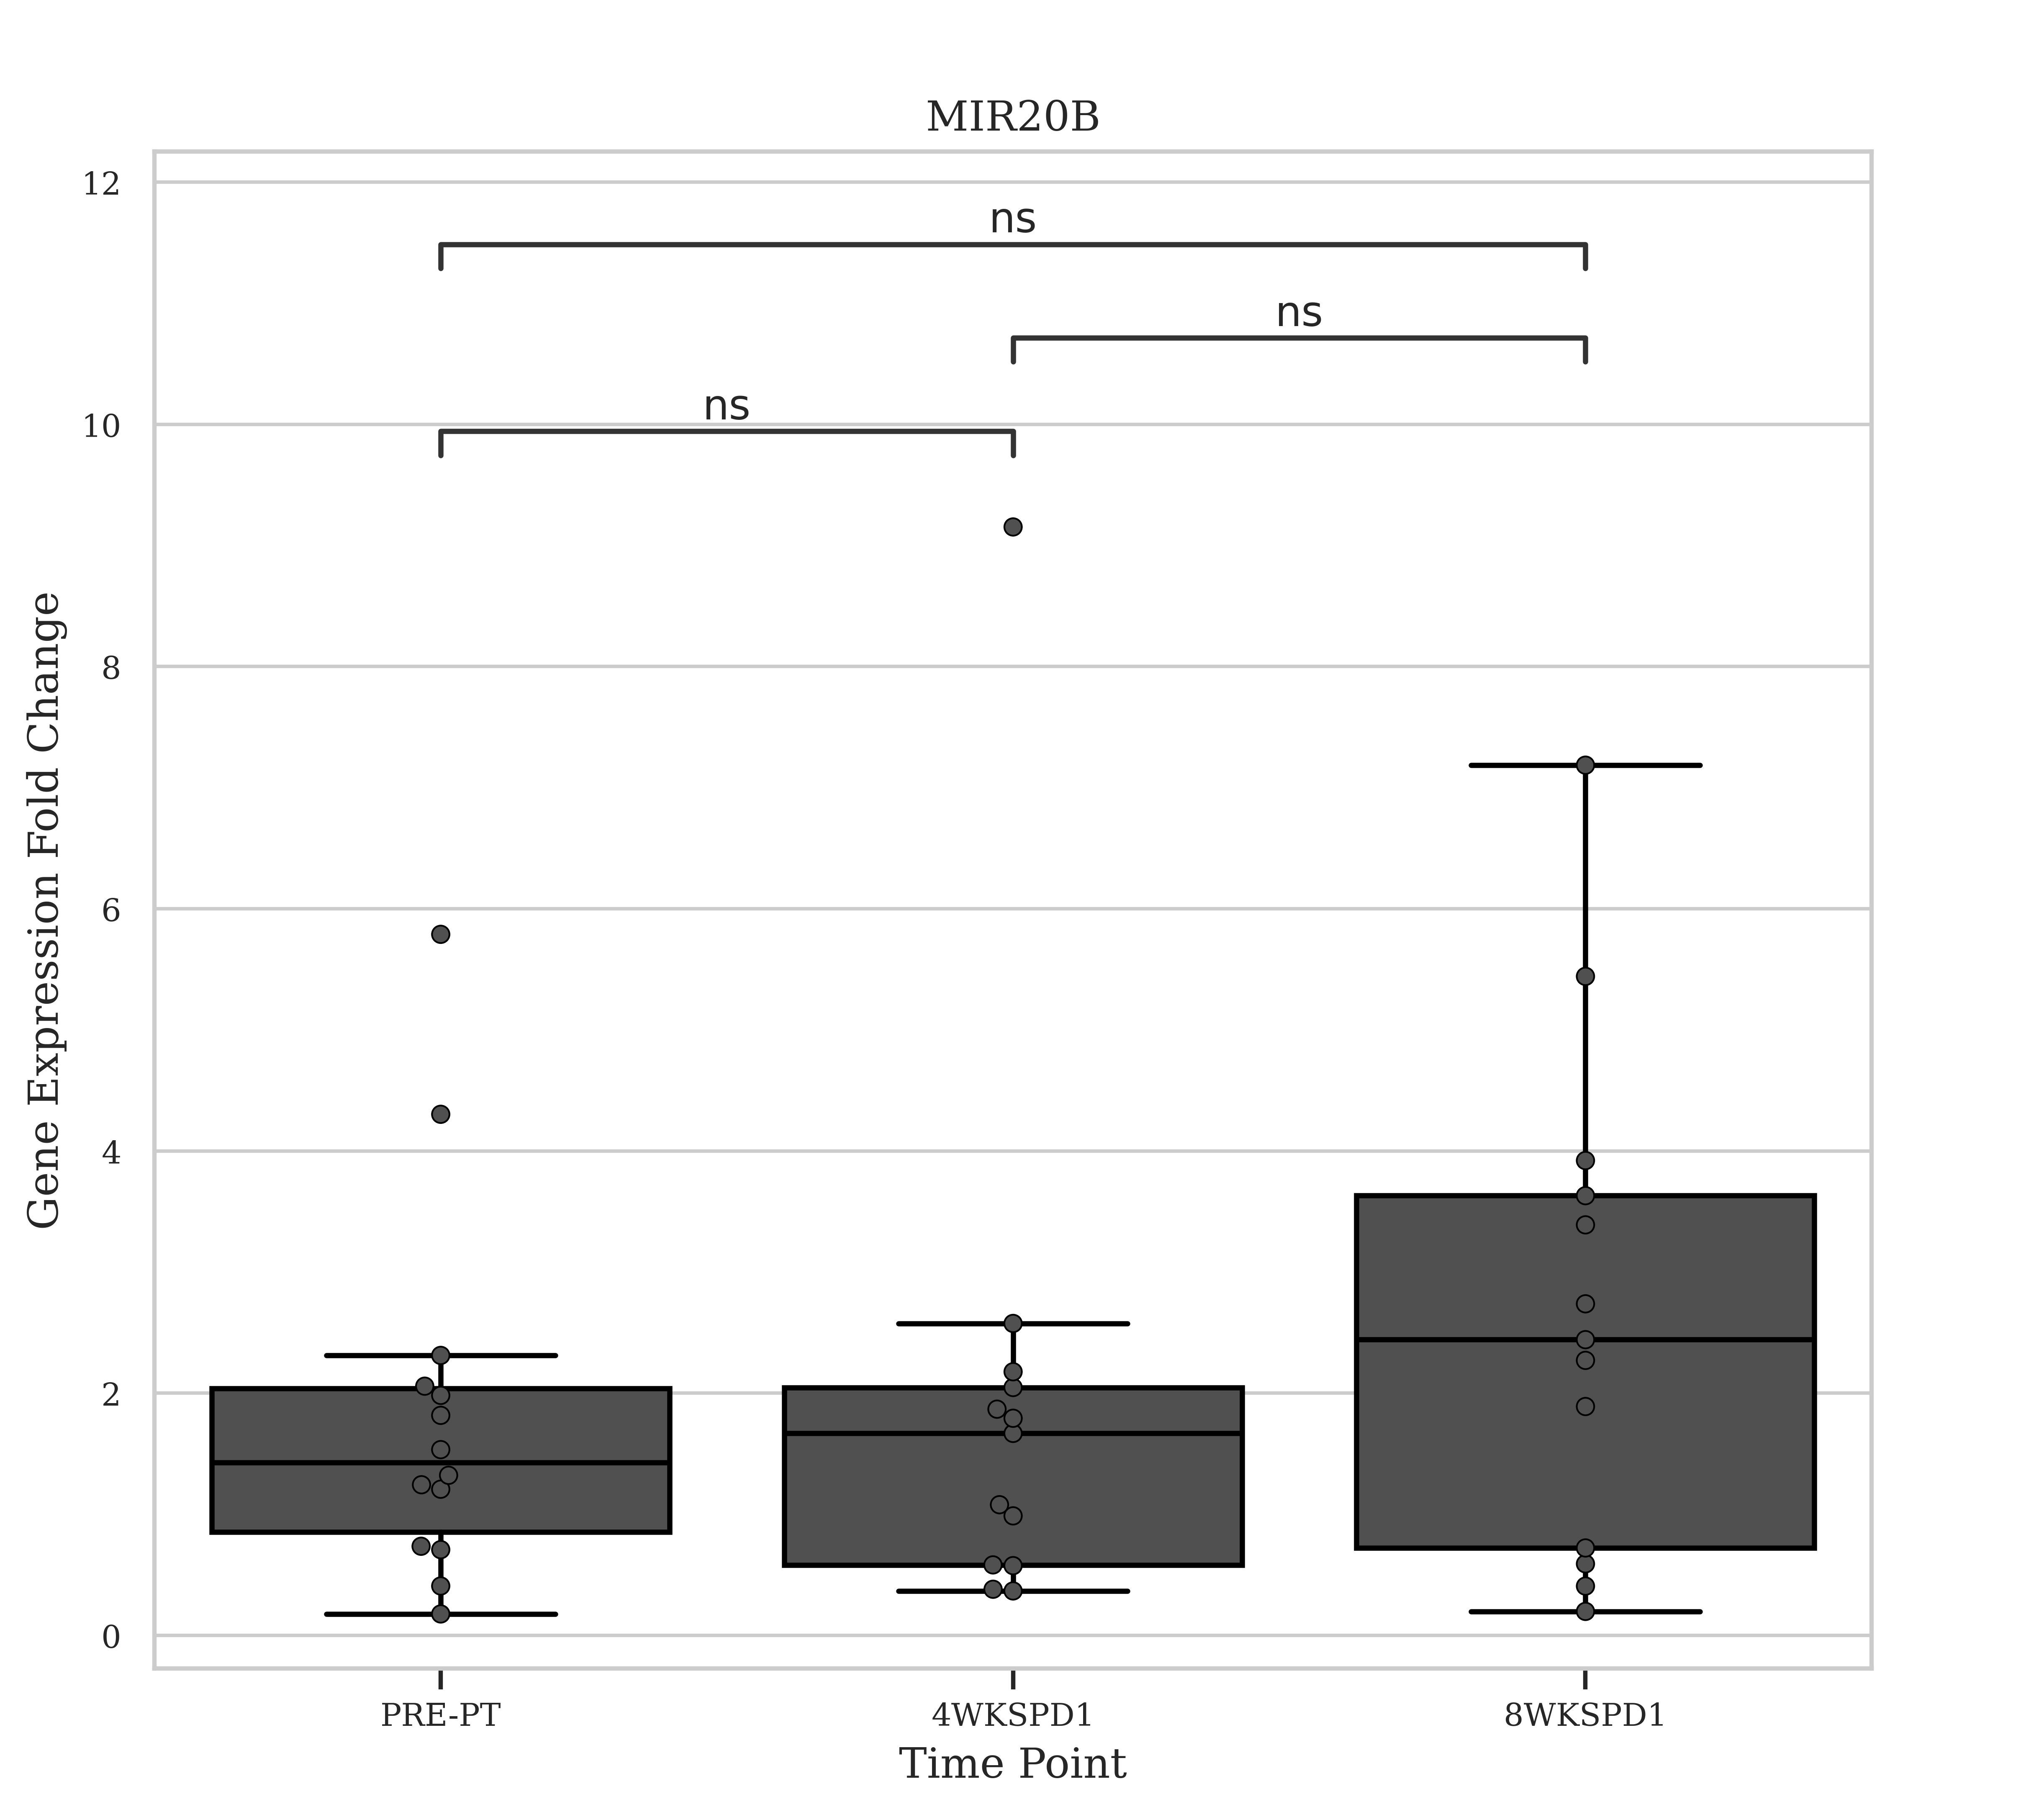 MIR20B
12
10
8
6
4
2
0
Gene Expression Fold Change
ns
ns
ns
PRE-PT
4WKSPD1
8WKSPD1
Time Point